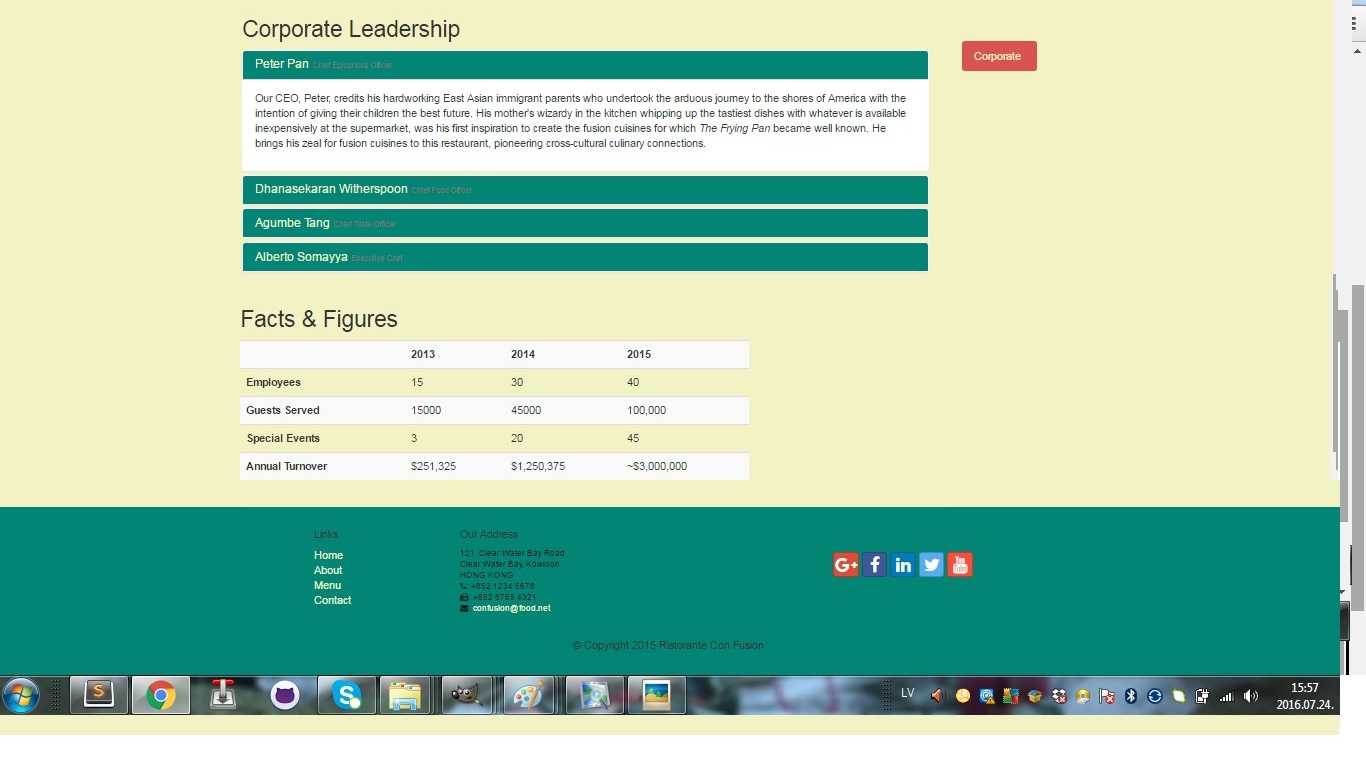 Corporate Leadership
Corporate
Peter Pan Chief Epicurious Officer
Our CEO, Peter, credits his hardworking East Asian immigrant parents who undertook the arduous journey to the shores of America with the
intention of giving their children the best future. His mother's wizardy in the kitchen whipping up the tastiest dishes with whatever is available
inexpensively at the supermarket, was his first inspiration to create the fusion cuisines for which The Frying Pan became well known. He
brings his zeal for fusion cuisines to this restaurant, pioneering cross-cultural culinary connections.
Dhanasekaran Witherspoon Chief Food Officer
Agumbe Tang Chief Taste Officer
Alberto Somayya Executive Chef
Facts & Figures
2013 2014 2015
Employees 15 30 40
Guests Served 15000 45000 100,000
Special Events 3 20 45
Annual Turnover $251,325 $1,250,375 ~$3,000,000
Links
Home
About
Menu
Contact
Our Address
121, Clear Water Bay Road
Clear Water Bay, Kowloon
HONG KONG
: +852 1234 5678
: +852 8765 4321
: confusion@food.net
G+ f in You Tube
© Copyright 2015 Ristorante Con Fusion
S S LV 15:57
2016.07.24.